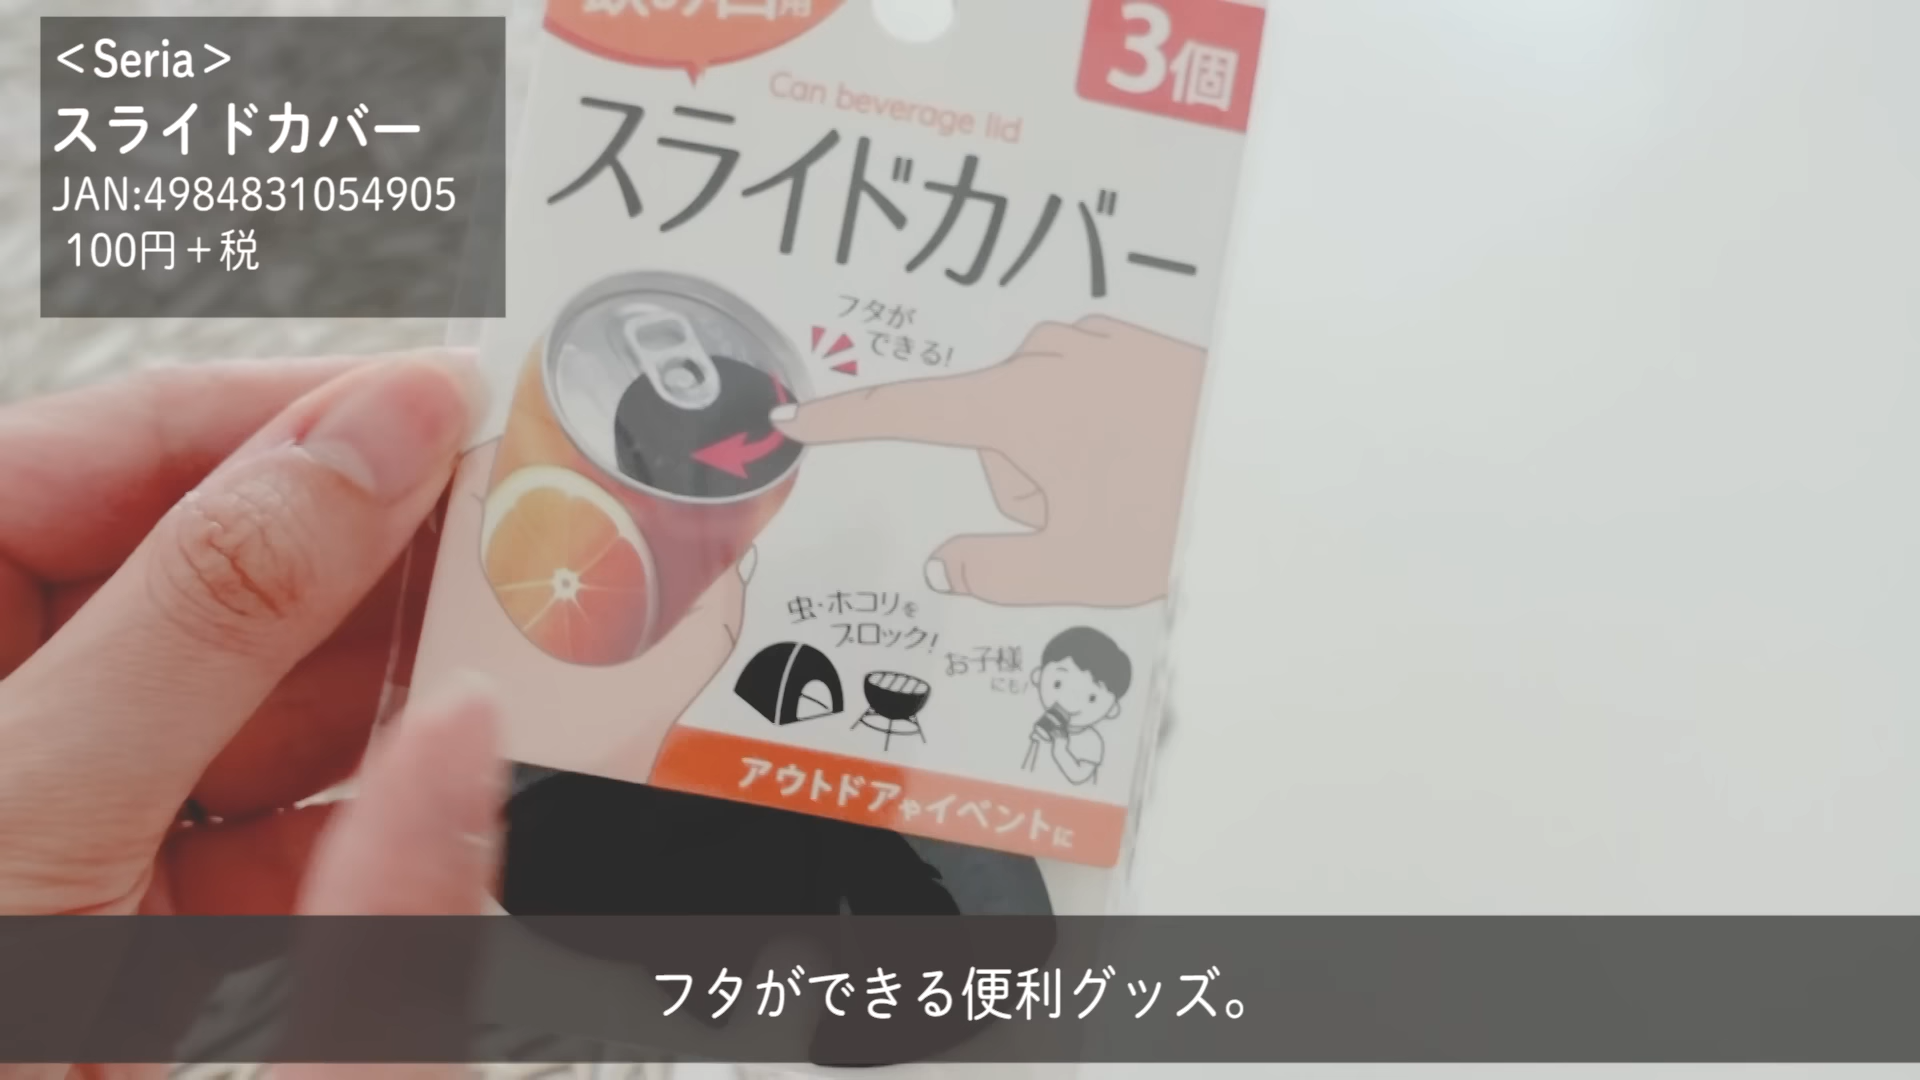 ＜Seria＞
スライドカバー
JAN:4984831054905
100円＋税
3個
Can beverage lid
スライドカバー
フタが
できる!
虫・ホコリを
ブロック!
お子様
にも!
アウトドアやイベントに
フタができる便利グッズ。